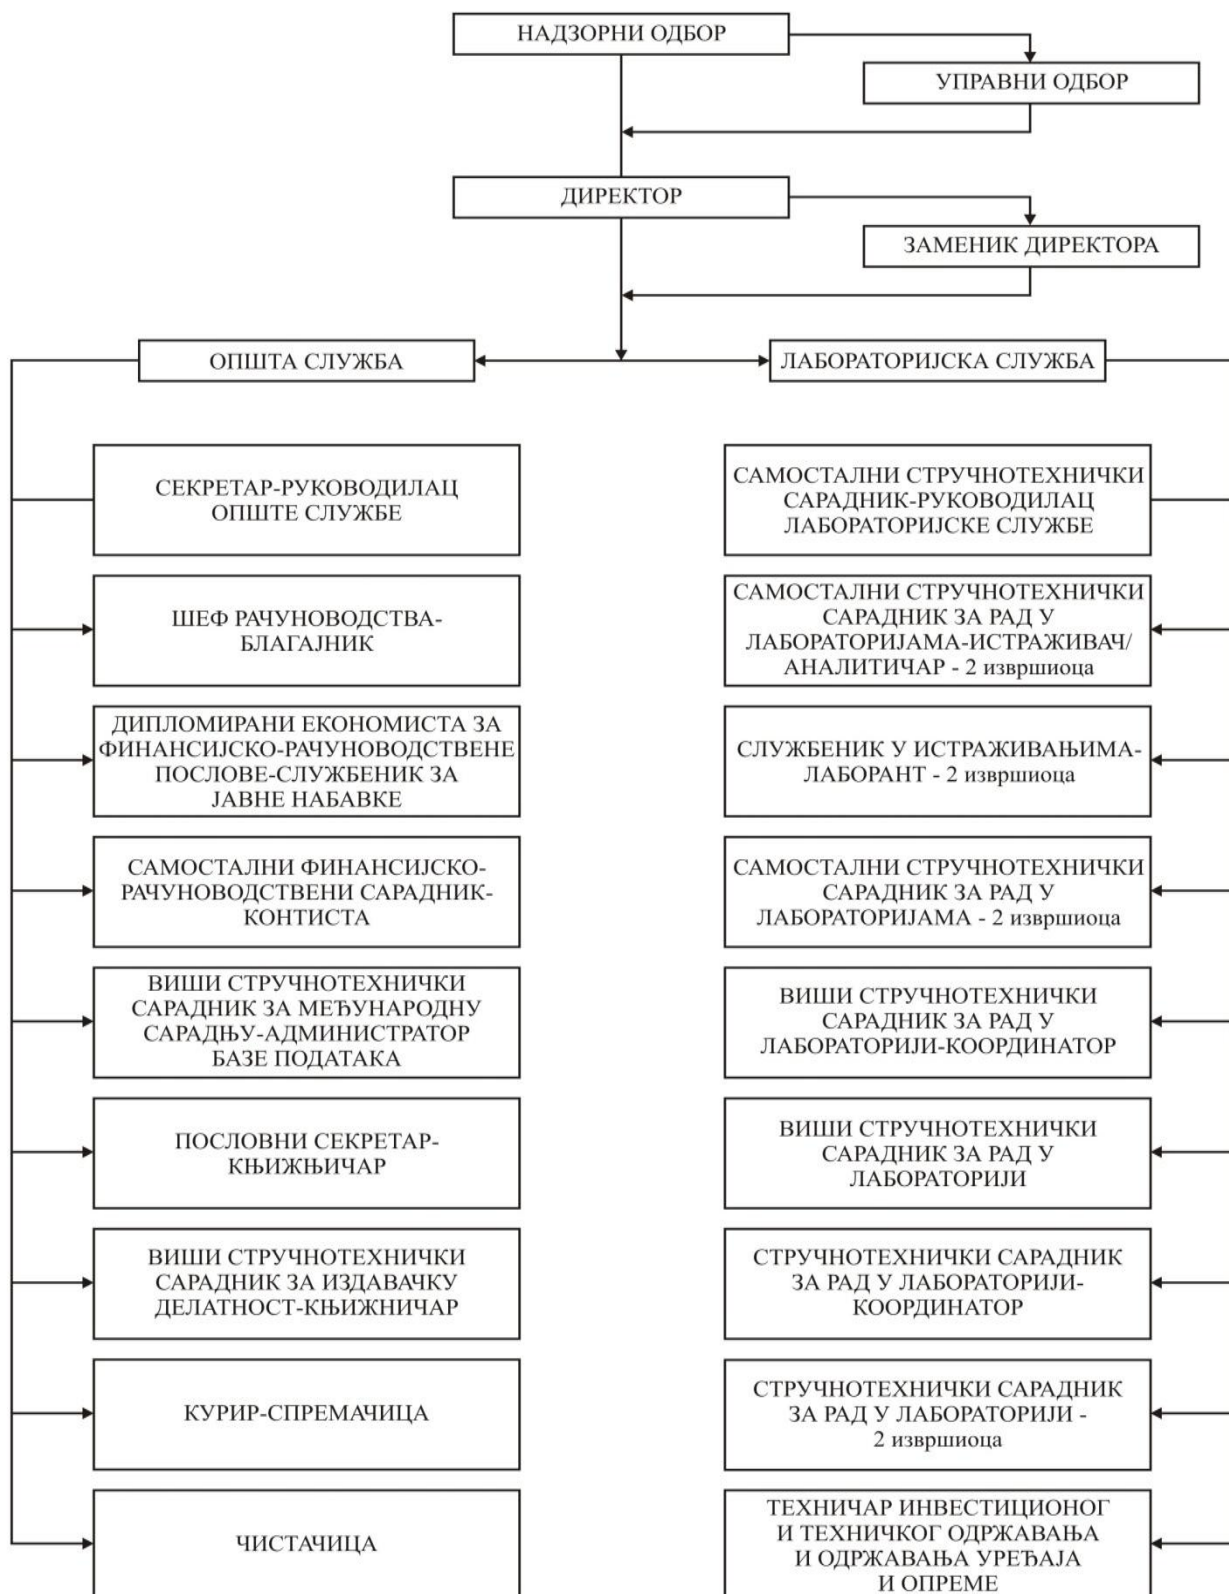 НАДЗОРНИ ОДБОР
УПРАВНИ ОДБОР
ДИРЕКТОР
ЗАМЕНИК ДИРЕКТОРА
ОПШТА СЛУЖБА
ЛАБОРАТОРИЈСКА СЛУЖБА
СЕКРЕТАР-РУКОВОДИЛАЦ
ОПШТЕ СЛУЖБЕ
САМОСТАЛНИ СТРУЧНОТЕХНИЧКИ
САРАДНИК-РУКОВОДИЛАЦ
ЛАБОРАТОРИЈСКЕ СЛУЖБЕ
ШЕФ РАЧУНОВОДСТВА-
БЛАГАЈНИК
САМОСТАЛНИ СТРУЧНОТЕХНИЧКИ
САРАДНИК ЗА РАД У
ЛАБОРАТОРИЈАМА-ИСТРАЖИВАЧ/
АНАЛИТИЧАР - 2 извршиоца
ДИПЛОМИРАНИ ЕКОНОМИСТА ЗА
ФИНАНСИЈСКО-РАЧУНОВОДСТВЕНЕ
ПОСЛОВЕ-СЛУЖБЕНИК ЗА
ЈАВНЕ НАБАВКЕ
СЛУЖБЕНИК У ИСТРАЖИВАЊИМА-
ЛАБОРАНТ - 2 извршиоца
САМОСТАЛНИ ФИНАНСИЈСКО-
РАЧУНОВОДСТВЕНИ САРАДНИК-
КОНТИСТА
САМОСТАЛНИ СТРУЧНОТЕХНИЧКИ
САРАДНИК ЗА РАД У
ЛАБОРАТОРИЈАМА - 2 извршиоца
ВИШИ СТРУЧНОТЕХНИЧКИ
САРАДНИК ЗА МЕЂУНАРОДНУ
САРАДЊУ-АДМИНИСТРАТОР
БАЗЕ ПОДАТАКА
ВИШИ СТРУЧНОТЕХНИЧКИ
САРАДНИК ЗА РАД У
ЛАБОРАТОРИЈИ-КООРДИНАТОР
ПОСЛОВНИ СЕКРЕТАР-
КЊИЖЊИЧАР
ВИШИ СТРУЧНОТЕХНИЧКИ
САРАДНИК ЗА РАД У
ЛАБОРАТОРИЈИ
ВИШИ СТРУЧНОТЕХНИЧКИ
САРАДНИК ЗА ИЗДАВАЧКУ
ДЕЛАТНОСТ-КЊИЖНИЧАР
СТРУЧНОТЕХНИЧКИ САРАДНИК
ЗА РАД У ЛАБОРАТОРИЈИ-
КООРДИНАТОР
КУРИР-СПРЕМАЧИЦА
СТРУЧНОТЕХНИЧКИ САРАДНИК
ЗА РАД У ЛАБОРАТОРИЈИ -
2 извршиоца
ЧИСТАЧИЦА
ТЕХНИЧАР ИНВЕСТИЦИОНОГ
И ТЕХНИЧКОГ ОДРЖАВАЊА
И ОДРЖАВАЊА УРЕЂАЈА
И ОПРЕМЕ